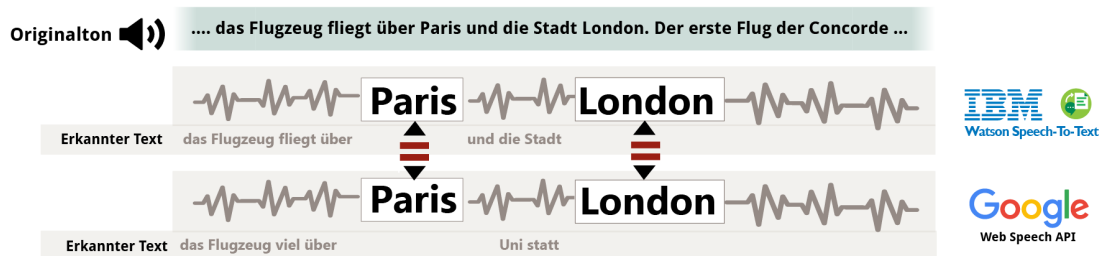 Originalton
.... das Flugzeug fliegt über Paris und die Stadt London. Der erste Flug der Concorde ...
Paris
London
IBM
Watson Speech-To-Text
Erkannter Text
das Flugzeug fliegt über
und die Stadt
Paris
London
Google
Web Speech API
Erkannter Text
das Flugzeug viel über
Uni statt